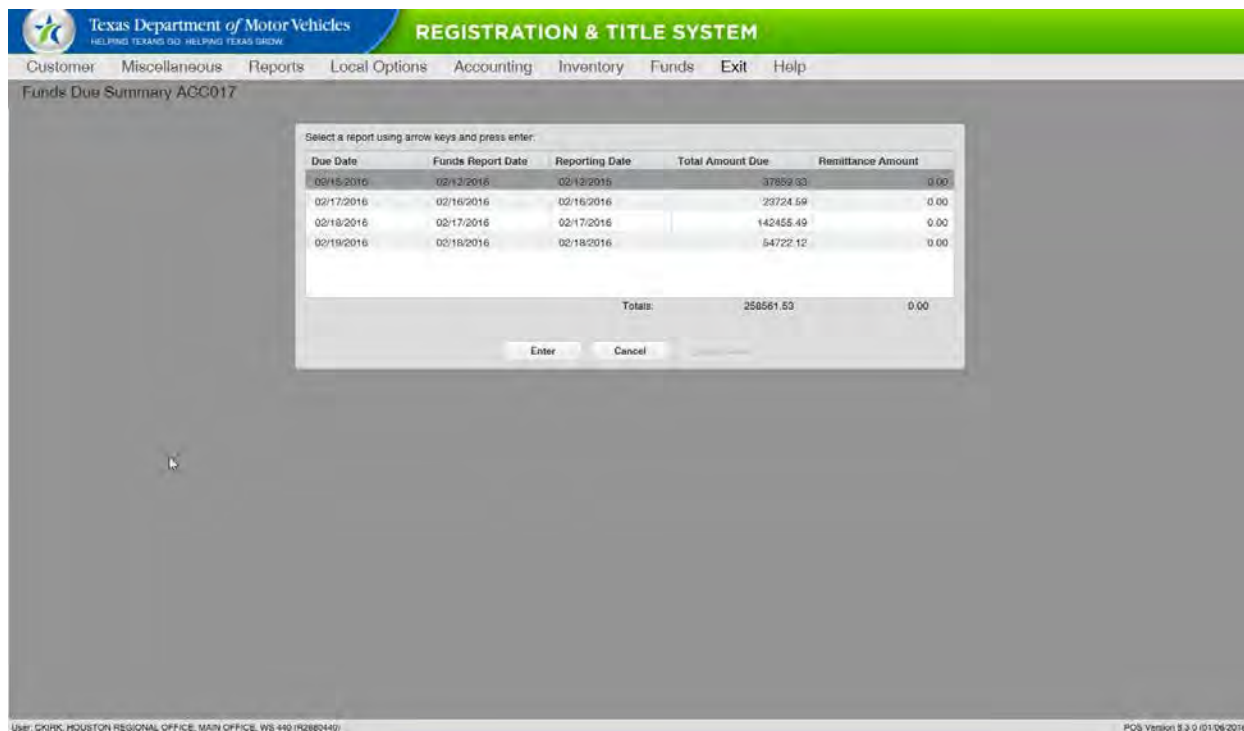 Texas Department of Motor Vehicles
HELPING TEXANS GO. HELPING TEXAS GROW.
REGISTRATION & TITLE SYSTEM
Customer Miscellaneous Reports Local Options Accounting Inventory Funds Exit Help
Funds Due Summary ACC017
Select a report using arrow keys and press enter:
Due Date Funds Report Date Reporting Date Total Amount Due Remittance Amount
02/15/2016 02/12/2016 02/12/2016 37659.33 0.00
02/17/2016 02/16/2016 02/16/2016 23724.59 0.00
02/18/2016 02/17/2016 02/17/2016 142455.49 0.00
02/19/2016 02/18/2016 02/18/2016 54722.12 0.00
Totals: 258561.53 0.00
Enter Cancel
User: CKIRK, HOUSTON REGIONAL OFFICE, MAIN OFFICE, WS 440
POS Version